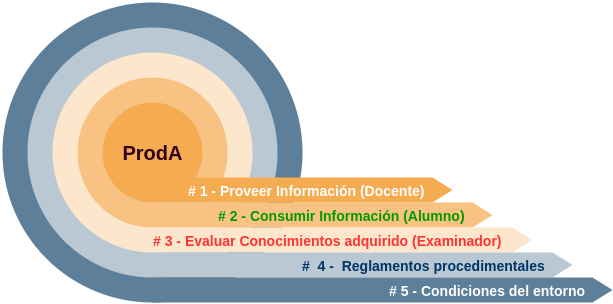 ProdA
# 1 - Proveer Información (Docente)
# 2 - Consumir Información (Alumno)
# 3 - Evaluar Conocimientos adquirido (Examinador)
# 4 - Reglamentos procedimentales
# 5 - Condiciones del entorno